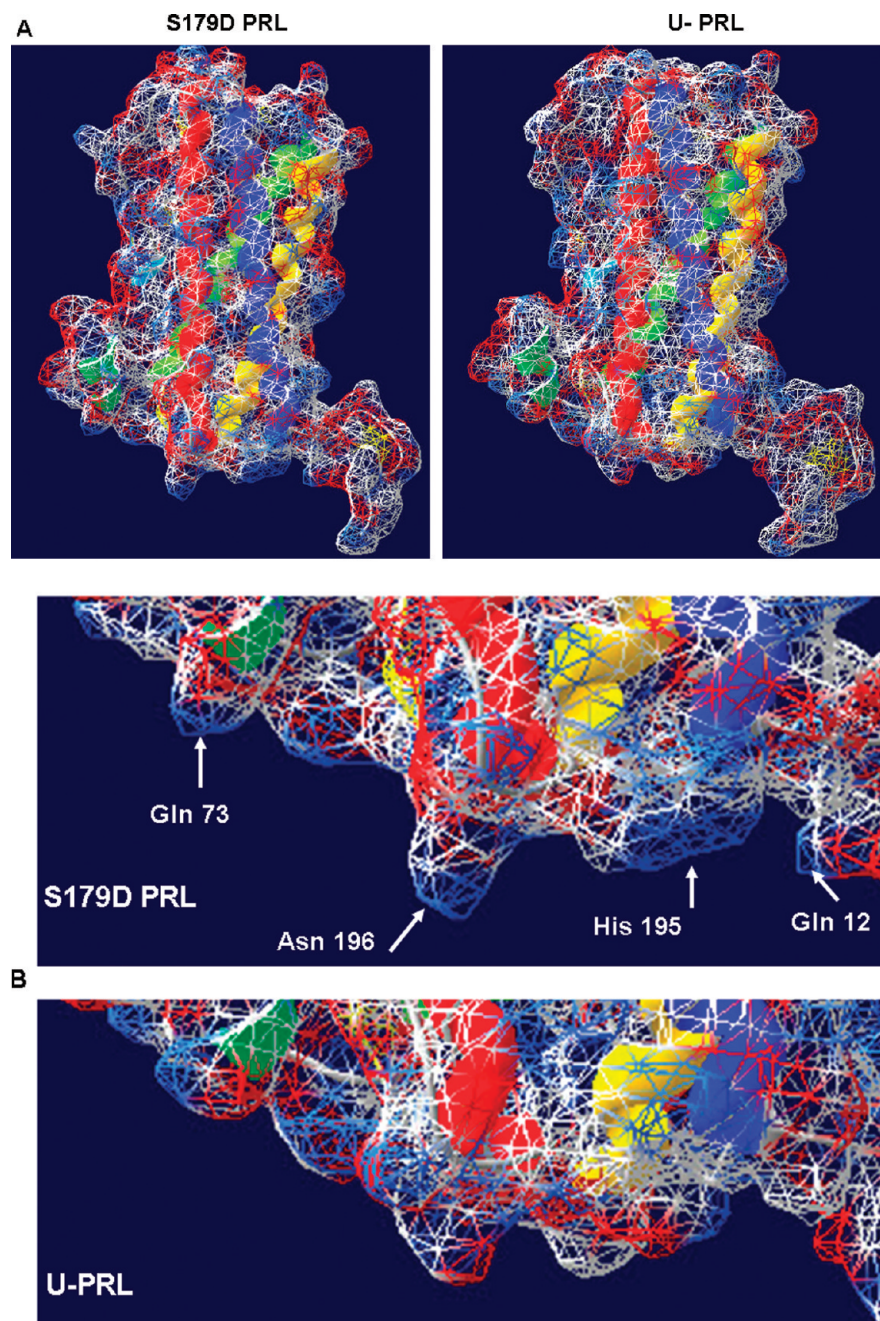 A
S179D PRL
U- PRL
Gln 73
Asn 196
His 195
Gln 12
S179D PRL
B
U-PRL